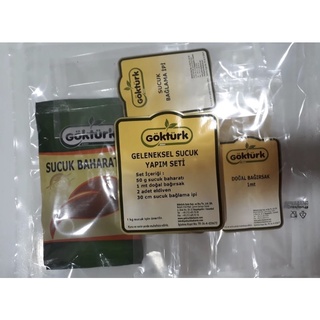 Göktürk
SUCUK
BAĞLAMA İPİ
Göktürk
SUCUK BAHARAT
Göktürk
GELENEKSEL SUCUK
YAPIM SETİ
Set İçeriği :
50 g sucuk baharatı
1 mt doğal bağırsak
2 adet eldiven
30 cm sucuk bağlama ipi
Göktürk
DOĞAL BAĞIRSAK
1mt